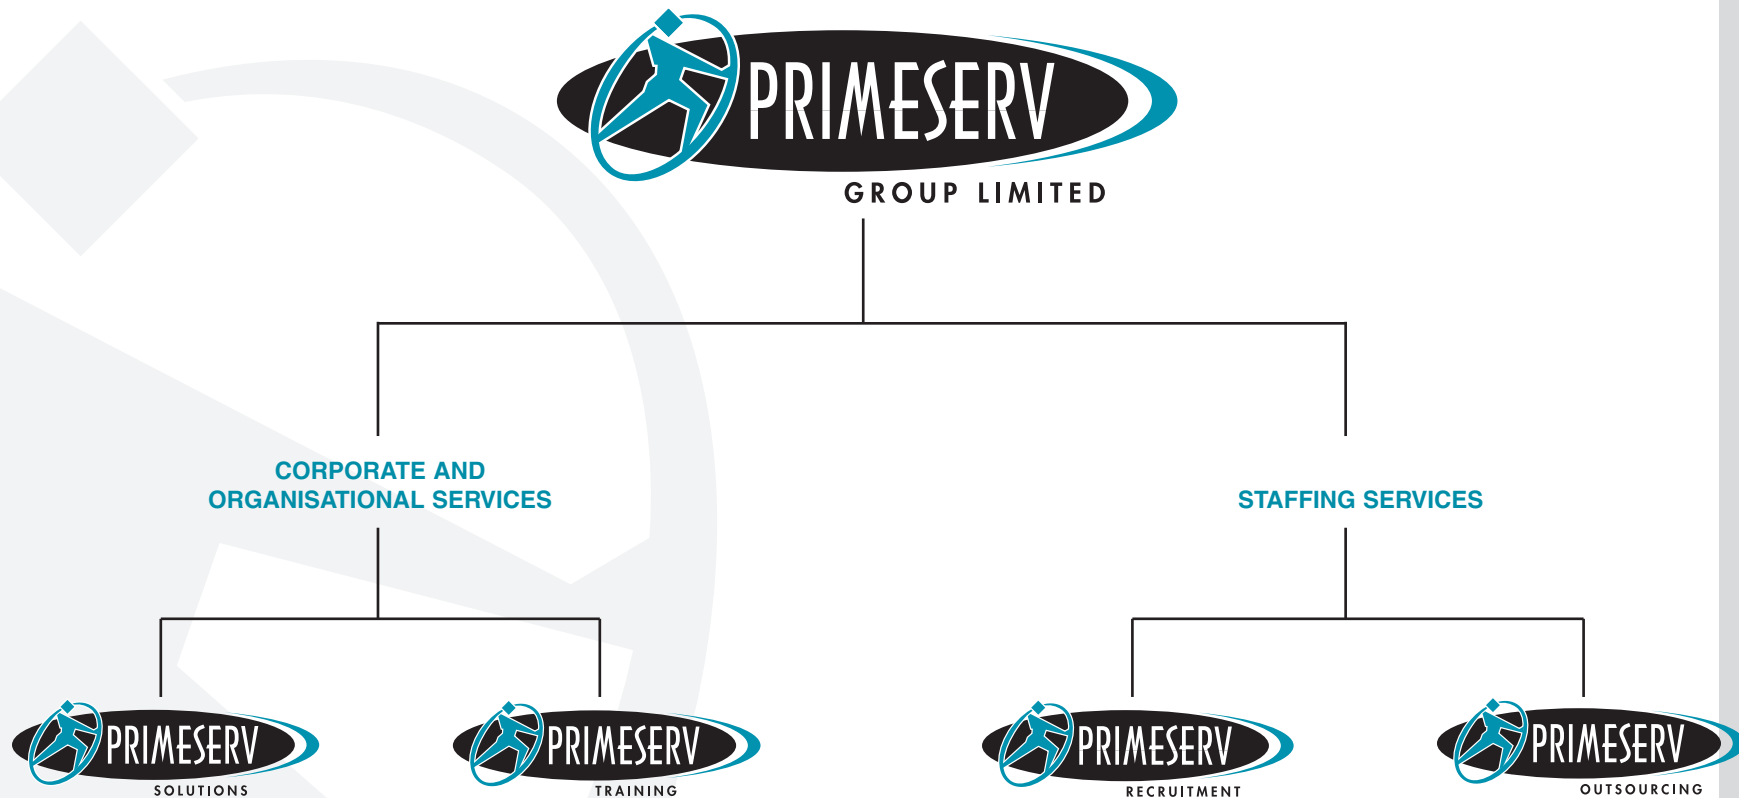 PRIMESERV
GROUP LIMITED
CORPORATE AND
ORGANISATIONAL SERVICES
STAFFING SERVICES
PRIMESERV
SOLUTIONS
PRIMESERV
TRAINING
PRIMESERV
RECRUITMENT
PRIMESERV
OUTSOURCING